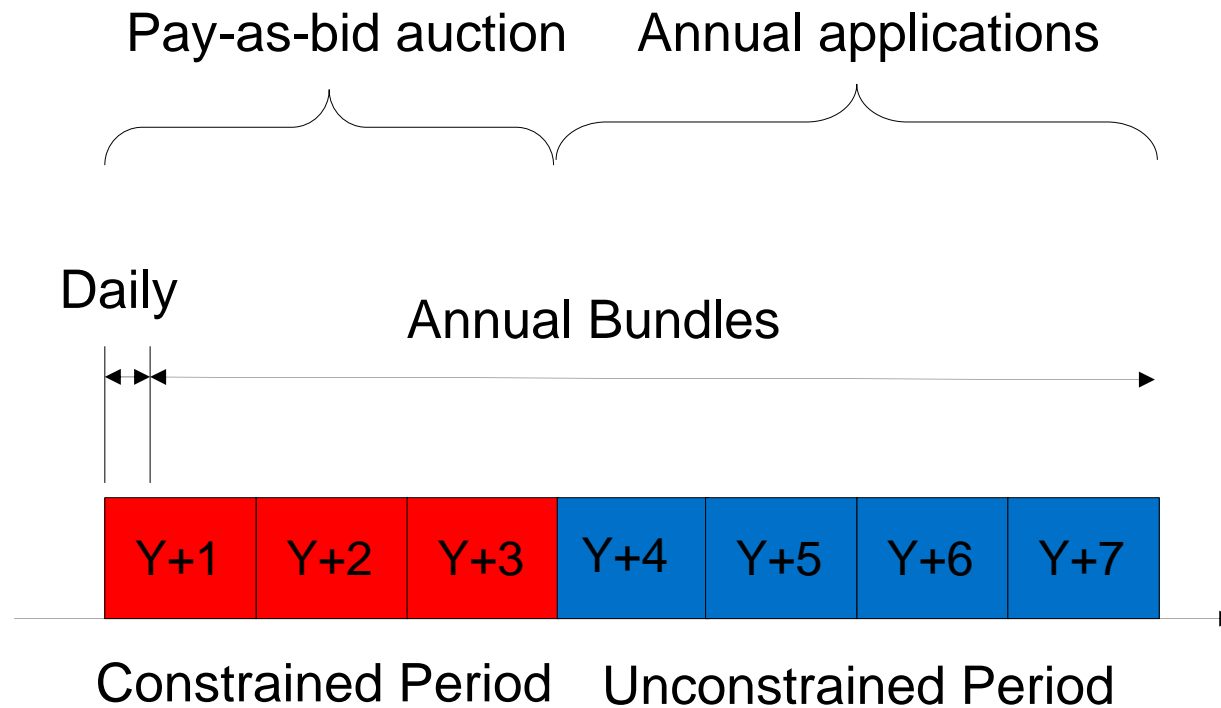 Pay-as-bid auction Annual applications
Daily
Annual Bundles
Y+1 Y+2 Y+3 Y+4 Y+5 Y+6 Y+7
Constrained Period Unconstrained Period